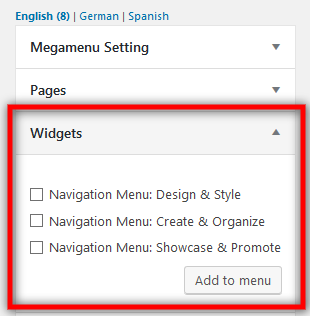 English (8) | German | Spanish
Megamenu Setting
Pages
Widgets
Navigation Menu: Design & Style
Navigation Menu: Create & Organize
Navigation Menu: Showcase & Promote
Add to menu